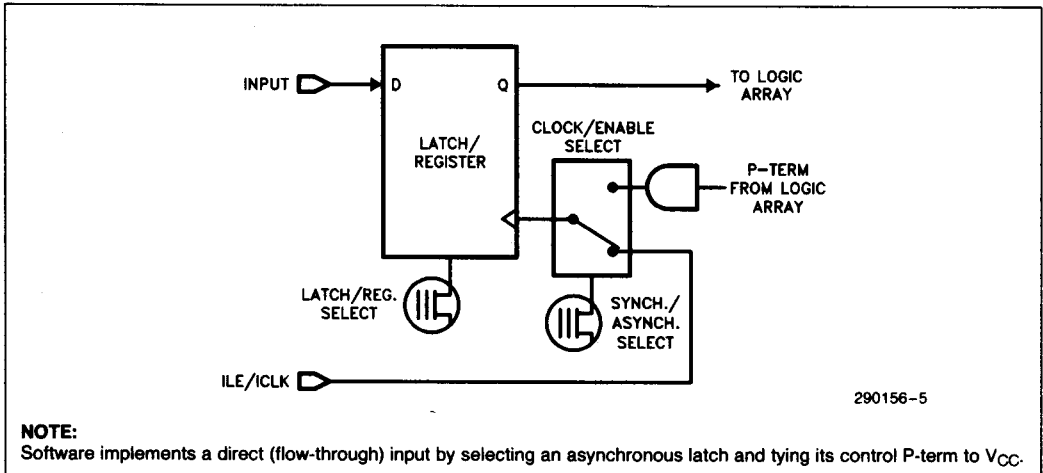 INPUT
D
Q
TO LOGIC
ARRAY
LATCH/
REGISTER
CLOCK/ENABLE
SELECT
P-TERM
FROM LOGIC
ARRAY
LATCH/REG.
SELECT
SYNCH./
ASYNCH.
SELECT
ILE/ICLK
290156-5
NOTE:
Software implements a direct (flow-through) input by selecting an asynchronous latch and tying its control P-term to VCC.